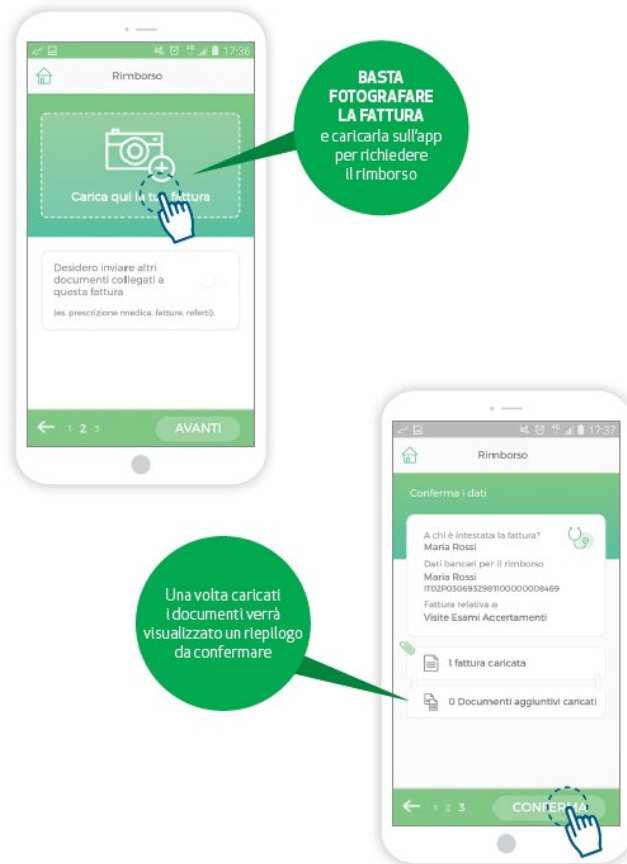 4G 17:36
Rimborso
Carica qui la tua fattura
Desidero inviare altri
documenti collegati a
questa fattura
(es. prescrizione medica, fatture, referti).
1 2 3
AVANTI
BASTA
FOTOGRAFARE
LA FATTURA
e caricarla sull'app
per richiedere
il rimborso
Una volta caricati
i documenti verrà
visualizzato un riepilogo
da confermare
4G 17:37
Rimborso
Conferma i dati
A chi è intestata la fattura?
Maria Rossi
Dati bancari per il rimborso
Maria Rossi
IT02P0306932981100000008469
Fattura relativa a
Visite Esami Accertamenti
1 fattura caricata
0 Documenti aggiuntivi caricati
1 2 3
CONFERMA